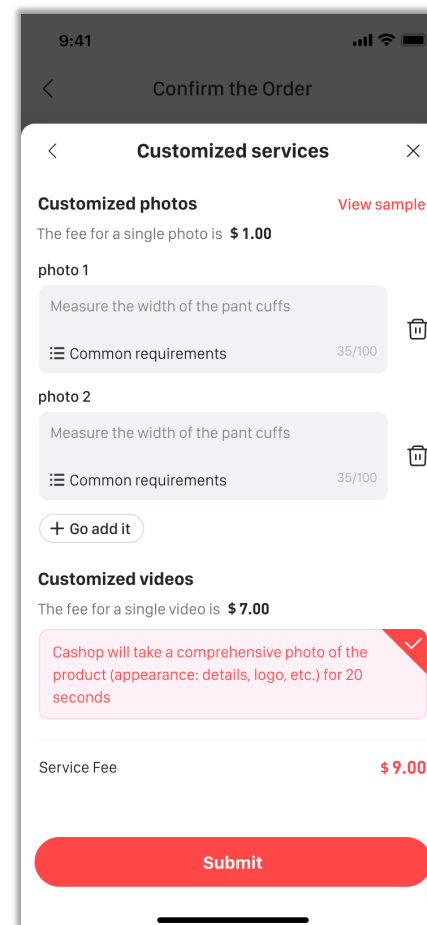 9:41
Confirm the Order
Customized services
Customized photos
View sample
The fee for a single photo is $ 1.00
photo 1
Measure the width of the pant cuffs
Common requirements
35/100
photo 2
Measure the width of the pant cuffs
Common requirements
35/100
+ Go add it
Customized videos
The fee for a single video is $ 7.00
Cashop will take a comprehensive photo of the
product (appearance: details, logo, etc.) for 20
seconds
Service Fee
$ 9.00
Submit